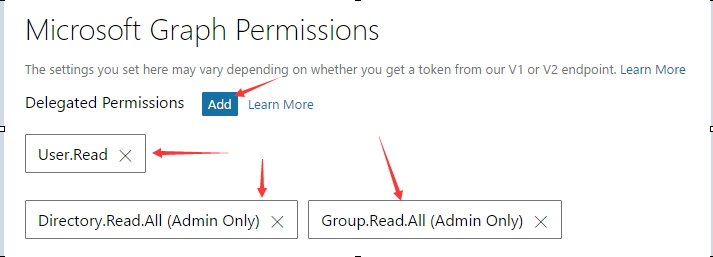 Microsoft Graph Permissions
The settings you set here may vary depending on whether you get a token from our V1 or V2 endpoint. Learn More
Delegated Permissions Add Learn More
User.Read
Directory.Read.All (Admin Only) Group.Read.All (Admin Only)